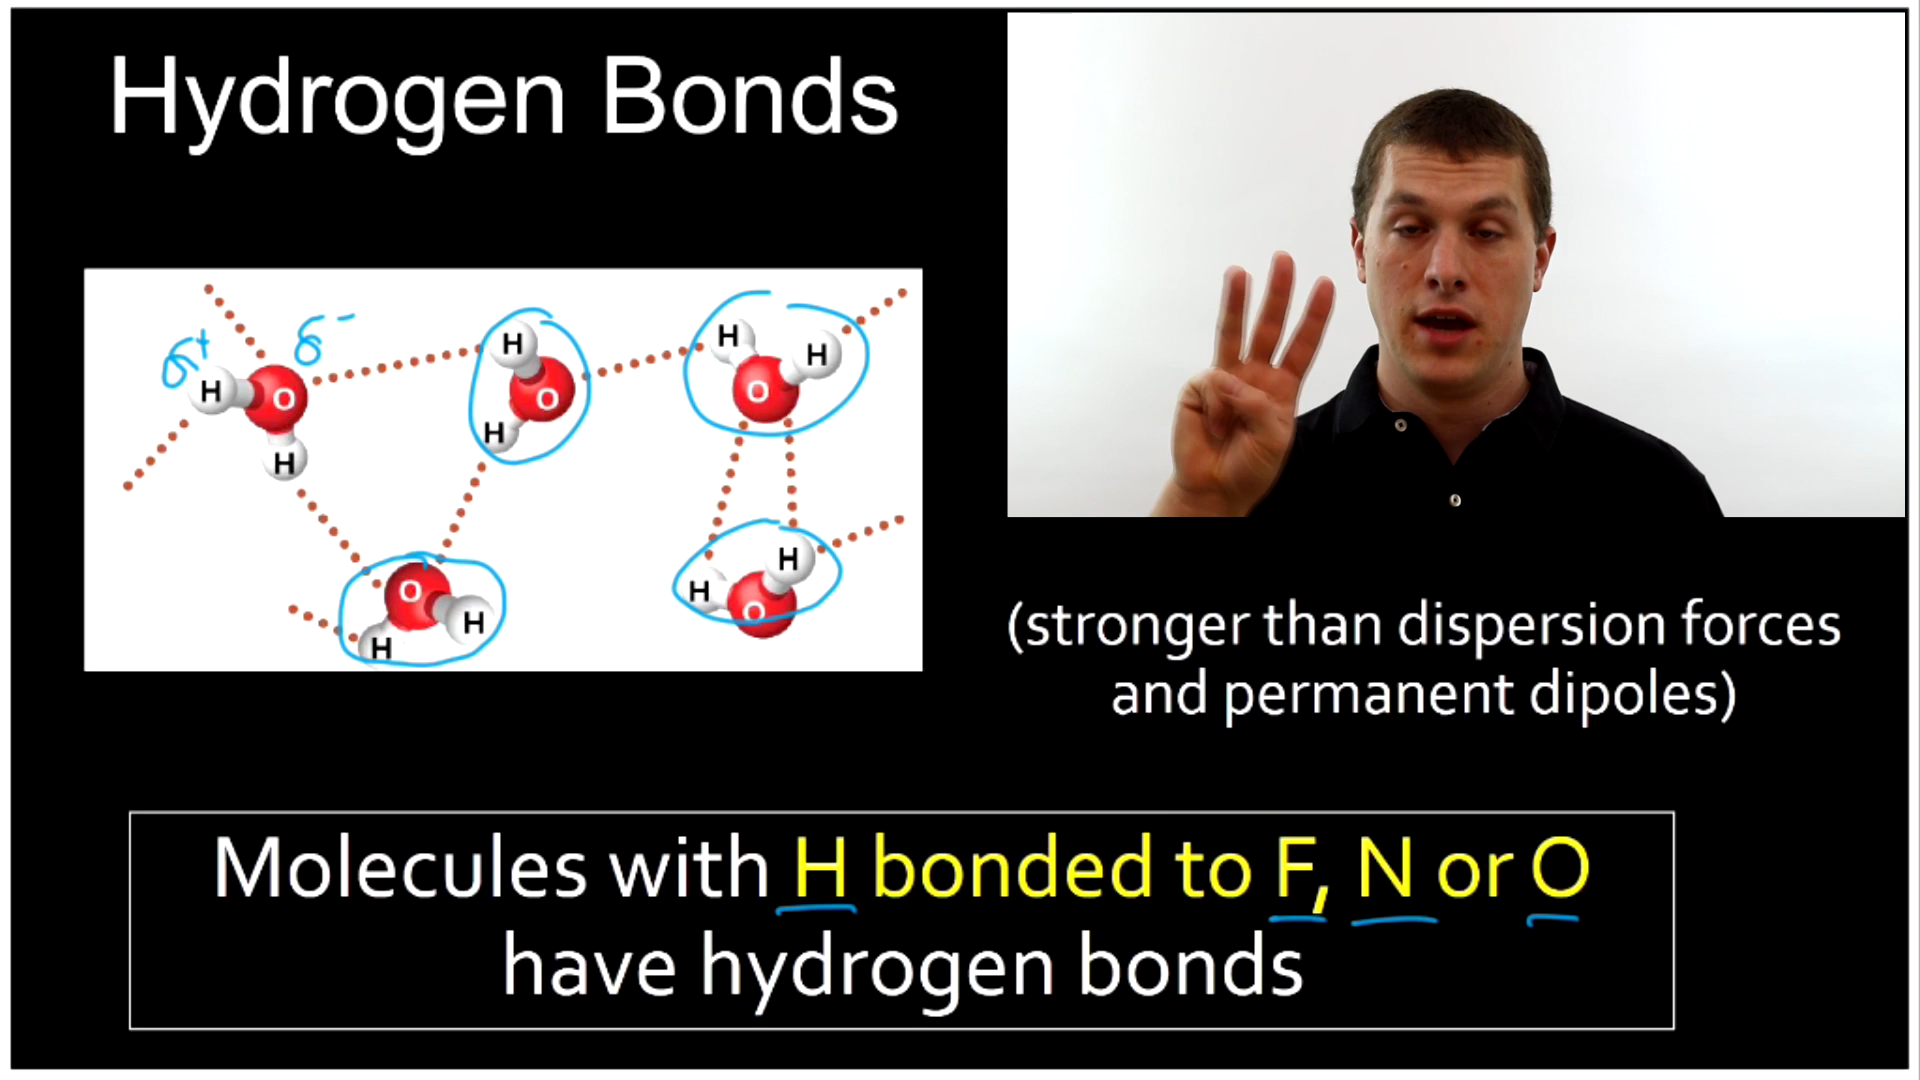 Hydrogen Bonds
δ+
δ-
H
O
H
H
O
H
H
H
O
O
H
H
H
H
O
(stronger than dispersion forces
and permanent dipoles)
Molecules with H bonded to F, N or O
have hydrogen bonds